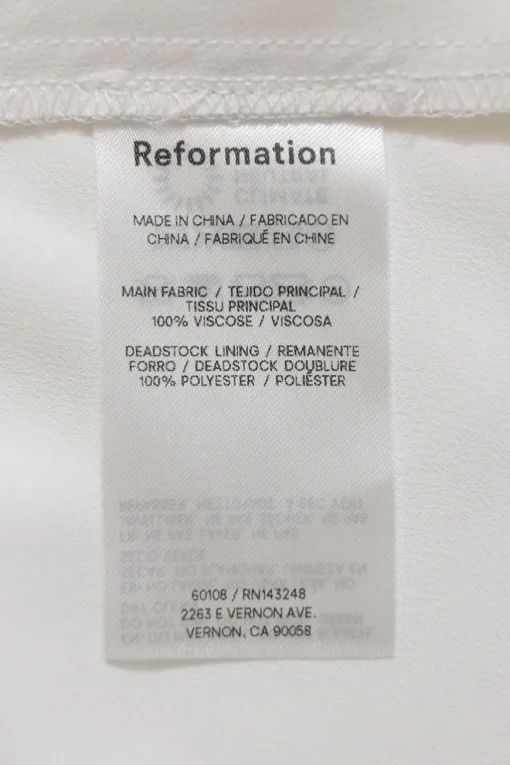 Reformation
MADE IN CHINA / FABRICADO EN
CHINA / FABRIQUÉ EN CHINE
MAIN FABRIC / TEJIDO PRINCIPAL /
TISSU PRINCIPAL
100% VISCOSE / VISCOSA
DEADSTOCK LINING / REMANENTE
FORRO / DEADSTOCK DOUBLURE
100% POLYESTER / POLIÉSTER
60108 / RN143248
2263 E VERNON AVE.
VERNON, CA 90058